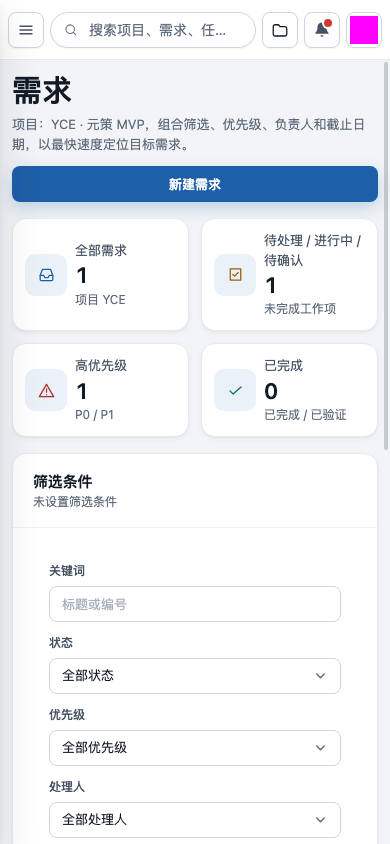 搜索项目、需求、任...
需求
项目：YCE · 元策 MVP，组合筛选、优先级、负责人和截止日
期，以最快速度定位目标需求。
新建需求
全部需求
1
项目 YCE
待处理 / 进行中 /
待确认
1
未完成工作项
高优先级
1
P0 / P1
已完成
0
已完成 / 已验证
筛选条件
未设置筛选条件
关键词
标题或编号
状态
全部状态
优先级
全部优先级
处理人
全部处理人